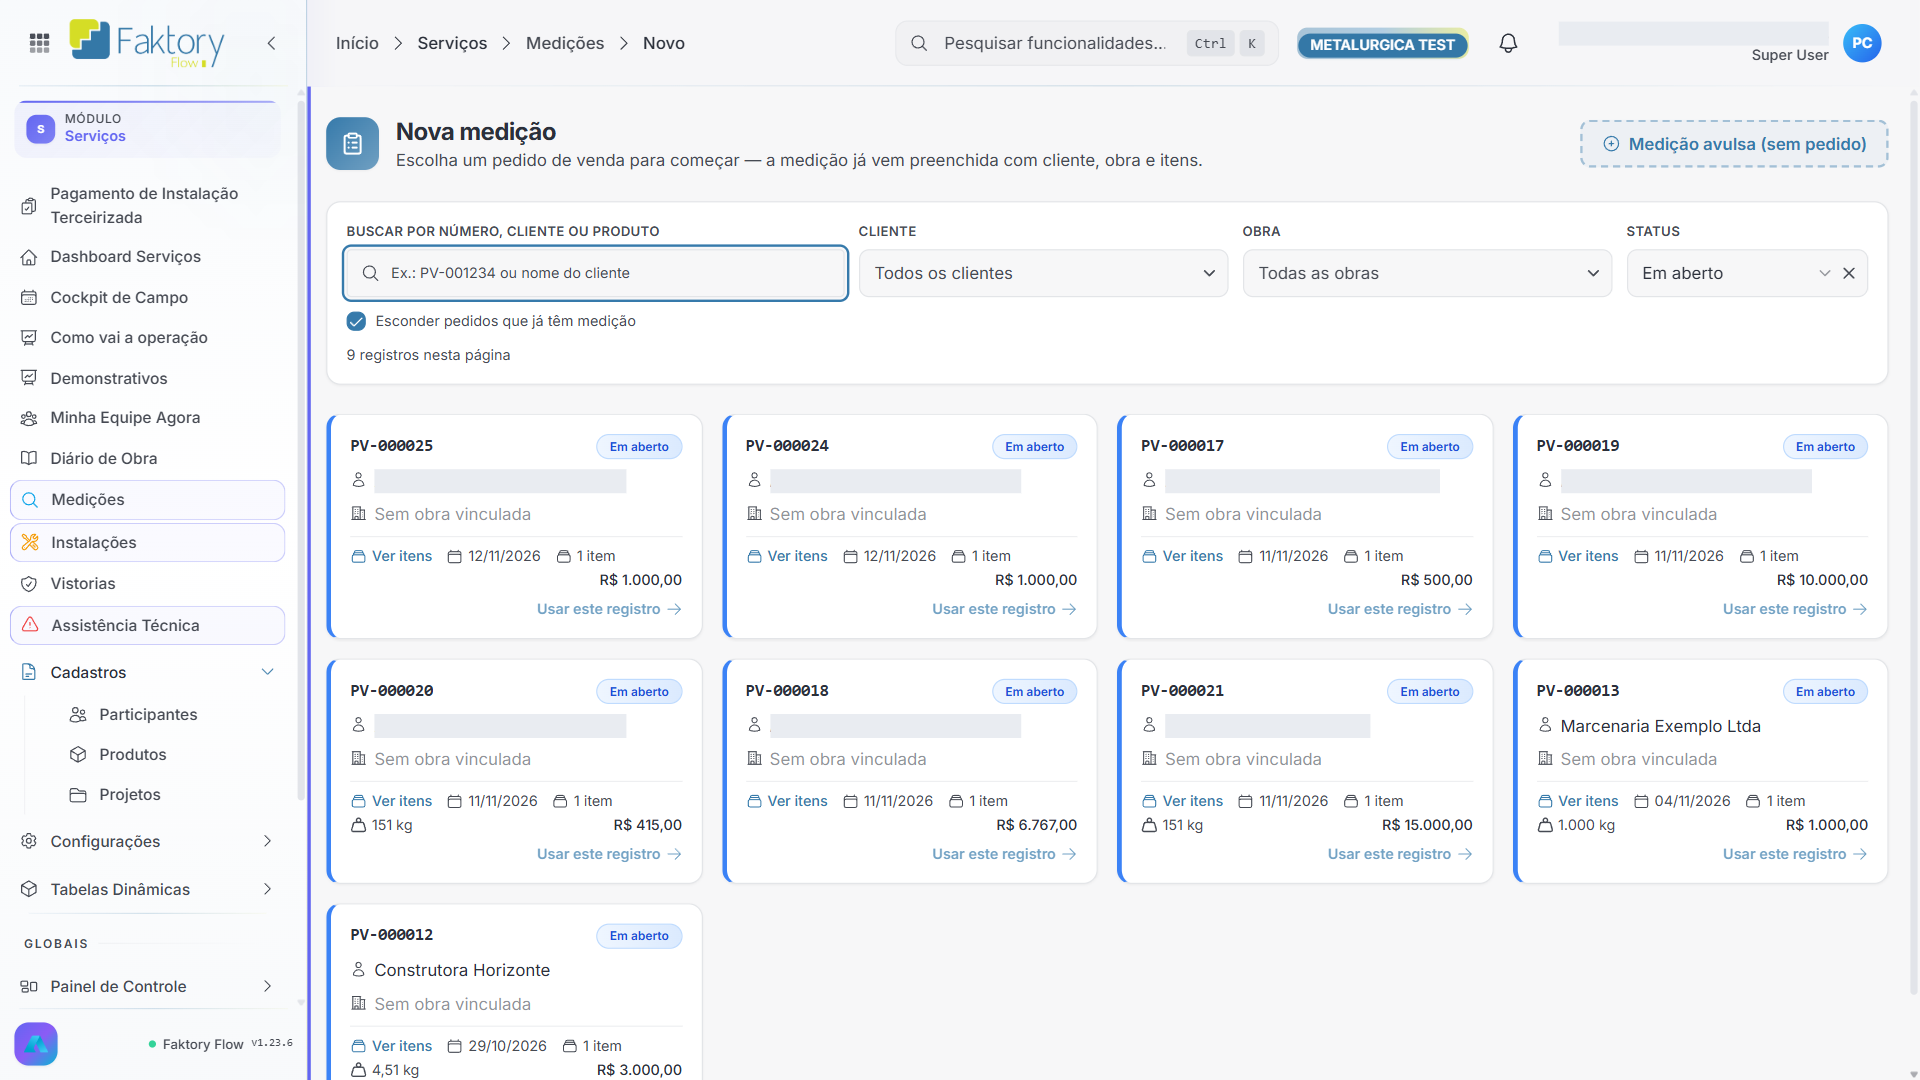 Faktory
Flow
Início > Serviços > Medições > Novo
Pesquisar funcionalidades...
Ctrl K
METALURGICA TEST
Super User
PC
S
MÓDULO
Serviços
Pagamento de Instalação
Terceirizada
Dashboard Serviços
Cockpit de Campo
Como vai a operação
Demonstrativos
Minha Equipe Agora
Diário de Obra
Medições
Instalações
Vistorias
Assistência Técnica
Cadastros
Participantes
Produtos
Projetos
Configurações
Tabelas Dinâmicas
GLOBAIS
Painel de Controle
Faktory Flow v1.23.6
Nova medição
Escolha um pedido de venda para começar — a medição já vem preenchida com cliente, obra e itens.
Medição avulsa (sem pedido)
BUSCAR POR NÚMERO, CLIENTE OU PRODUTO
Ex.: PV-001234 ou nome do cliente
CLIENTE
Todos os clientes
OBRA
Todas as obras
STATUS
Em aberto
Esconder pedidos que já têm medição
9 registros nesta página
PV-000025
Em aberto
Sem obra vinculada
Ver itens 12/11/2026 1 item
R$ 1.000,00
Usar este registro
PV-000024
Em aberto
Sem obra vinculada
Ver itens 12/11/2026 1 item
R$ 1.000,00
Usar este registro
PV-000017
Em aberto
Sem obra vinculada
Ver itens 11/11/2026 1 item
R$ 500,00
Usar este registro
PV-000019
Em aberto
Sem obra vinculada
Ver itens 11/11/2026 1 item
R$ 10.000,00
Usar este registro
PV-000020
Em aberto
Sem obra vinculada
Ver itens 11/11/2026 1 item
151 kg R$ 415,00
Usar este registro
PV-000018
Em aberto
Sem obra vinculada
Ver itens 11/11/2026 1 item
R$ 6.767,00
Usar este registro
PV-000021
Em aberto
Sem obra vinculada
Ver itens 11/11/2026 1 item
151 kg R$ 15.000,00
Usar este registro
PV-000013
Em aberto
Marcenaria Exemplo Ltda
Sem obra vinculada
Ver itens 04/11/2026 1 item
1.000 kg R$ 1.000,00
Usar este registro
PV-000012
Em aberto
Construtora Horizonte
Sem obra vinculada
Ver itens 29/10/2026 1 item
4,51 kg R$ 3.000,00